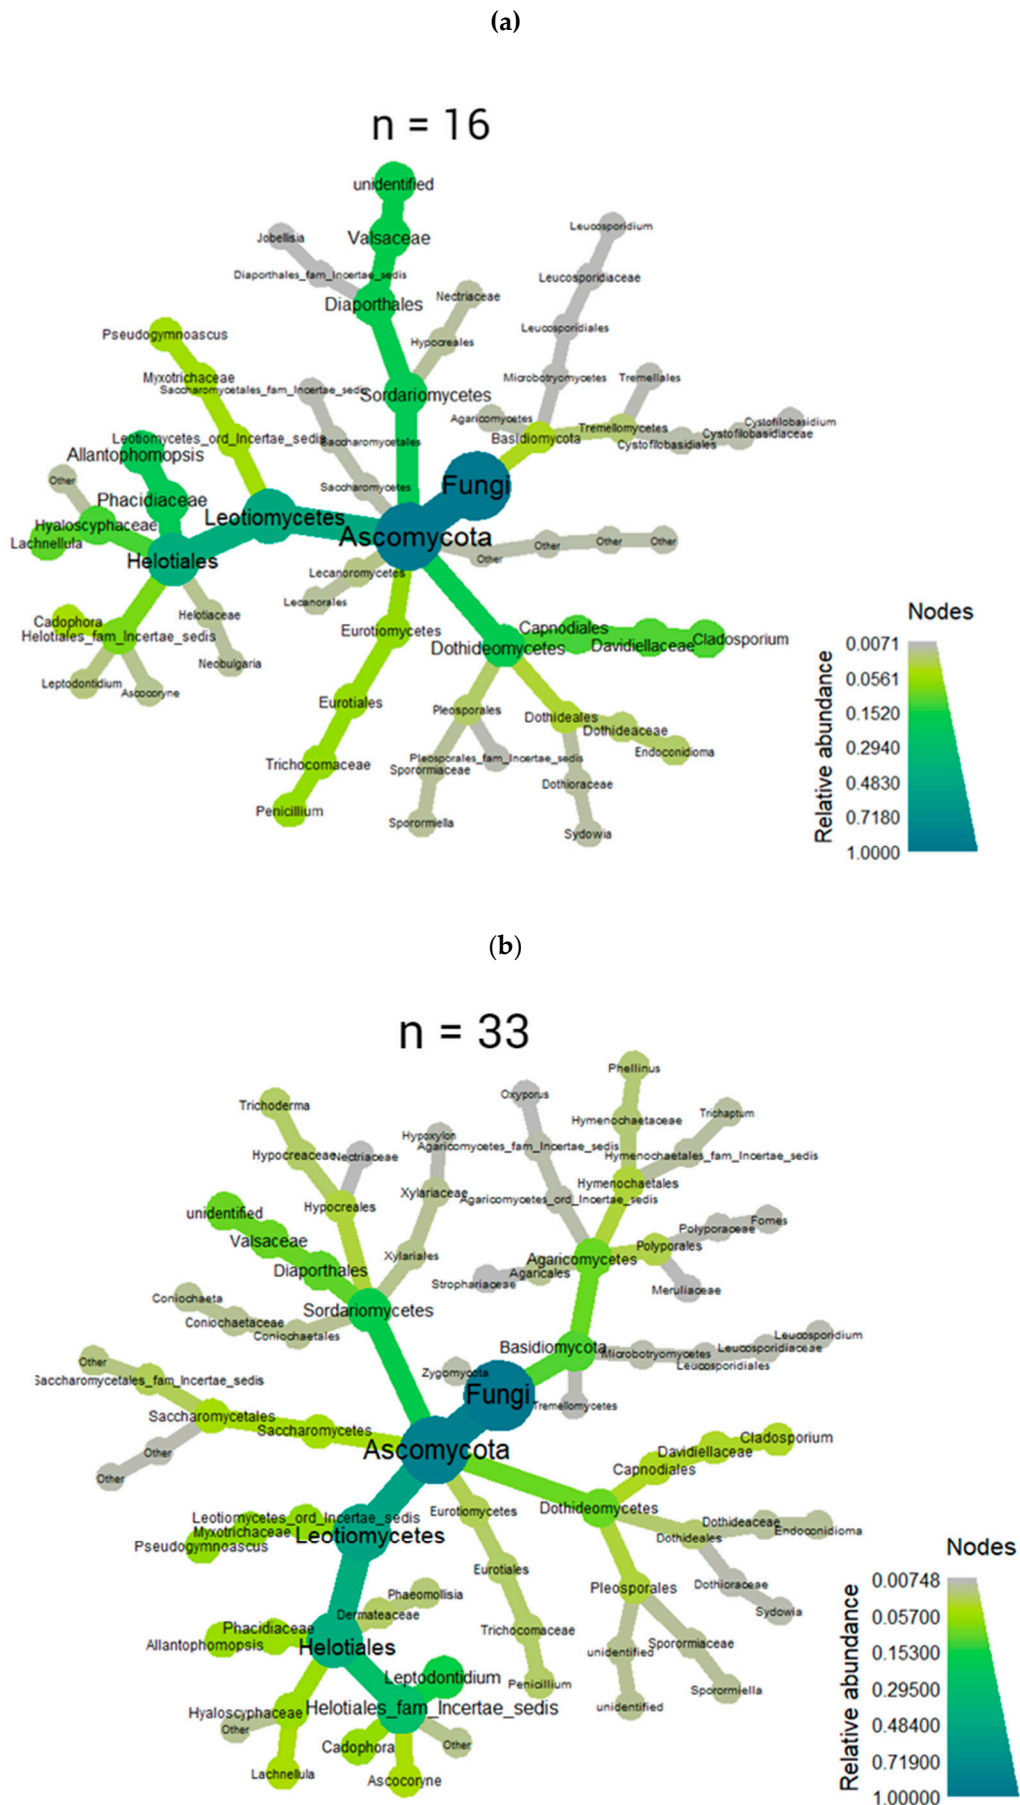 (a)
n = 16
unidentified
Valsaceae
Jobellisia
Diaporthales_fam_Incertae_sedis
Diaporthales
Nectriaceae
Hypocreales
Leucosporidium
Leucosporidiaceae
Leucosporidiales
Microbotryomycetes
Tremellales
Pseudogymnoascus
Myxotrichaceae
Saccharomycetales_fam_Incertae_sedis
Sordariomycetes
Agaricomycetes
Tremellomycetes
Cystofilobasidium
Cystofilobasidiaceae
Cystofilobasidiales
Basidiomycota
Leotiomycetes_ord_Incertae_sedis
Saccharomycetales
Allantophomopsis
Other
Saccharomycetes
Fungi
Phacidiaceae
Leotiomycetes
Hyaloscyphaceae
Ascomycota
Lachnellula
Other
Other
Other
Other
Helotiales
Lecanoromycetes
Lecanorales
Cadophora
Helotiales_fam_Incertae_sedis
Helotiaceae
Neobulgaria
Leptodontidium
Ascocoryne
Eurotiomycetes
Capnodiales
Dothideomycetes
Davidiellaceae
Cladosporium
Eurotiales
Pleosporales
Dothideales
Dothideaceae
Endoconidioma
Pleosporales_fam_Incertae_sedis
Sporormiaceae
Trichocomaceae
Dothioraceae
Penicillium
Sporormiella
Sydowia
Nodes
Relative abundance
0.0071
0.0561
0.1520
0.2940
0.4830
0.7180
1.0000
(b)
n = 33
Phellinus
Oxyporus
Trichoderma
Hymenochaetaceae
Trichaptum
Hypoxylon
Agaricomycetes_fam_Incertae_sedis
Hymenochaetales_fam_Incertae_sedis
Hypocreaceae
Nectriaceae
Hymenochaetales
Xylariaceae
Agaricomycetes_ord_Incertae_sedis
Hypocreales
unidentified
Valsaceae
Polyporaceae
Fomes
Polyporales
Xylariales
Agaricomycetes
Diaporthales
Agaricales
Strophariaceae
Meruliaceae
Coniochaeta
Sordariomycetes
Coniochaetaceae
Coniochaetales
Basidiomycota
Microbotryomycetes
Leucosporidium
Leucosporidiaceae
Leucosporidiales
Other
Saccharomycetales_fam_Incertae_sedis
Zygomycota
Fungi
Tremellomycetes
Saccharomycetales
Saccharomycetes
Ascomycota
Other
Other
Cladosporium
Davidiellaceae
Capnodiales
Eurotiomycetes
Dothideomycetes
Leotiomycetes_ord_Incertae_sedis
Myxotrichaceae
Leotiomycetes
Pseudogymnoascus
Dothideaceae
Endoconidioma
Dothideales
Eurotiales
Phaeomollisia
Pleosporales
Dothioraceae
Sydowia
Dermateaceae
Phacidiaceae
Allantophomopsis
Helotiales
Trichocomaceae
unidentified
Sporormiaceae
Leptodontidium
Penicillium
Sporormiella
Helotiales_fam_Incertae_sedis
unidentified
Hyaloscyphaceae
Other
Cadophora
Other
Lachnellula
Ascocoryne
Nodes
Relative abundance
0.00748
0.05700
0.15300
0.29500
0.48400
0.71900
1.00000